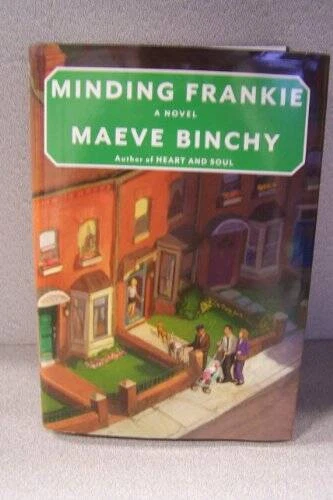 MINDING FRANKIE
A NOVEL
MAEVE BINCHY
Author of HEART AND SOUL